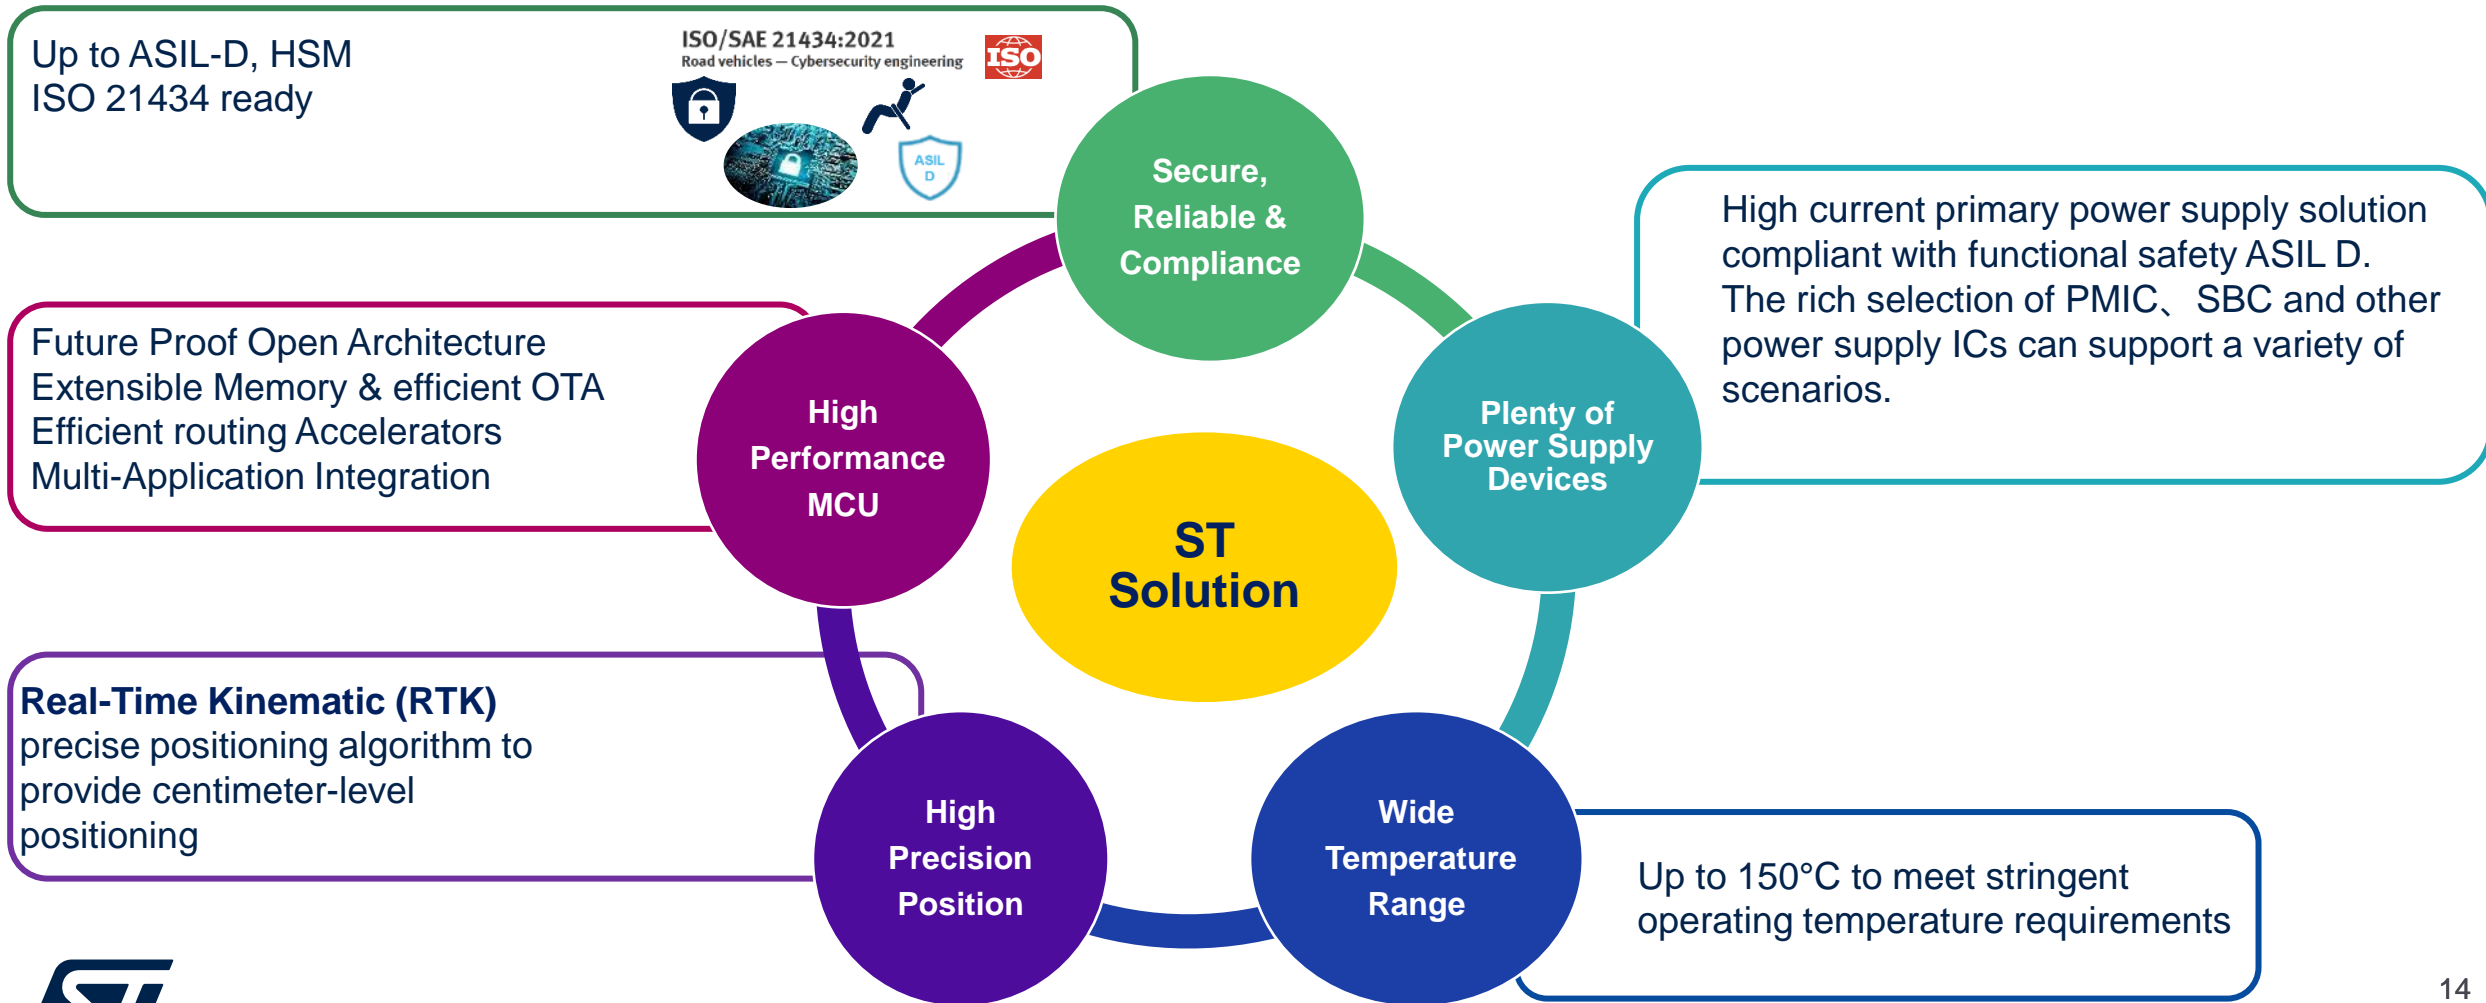 Up to ASIL-D, HSM
ISO 21434 ready
ISO/SAE 21434:2021
Road vehicles — Cybersecurity engineering
ISO
ASIL
D
Secure,
Reliable &
Compliance
High current primary power supply solution
compliant with functional safety ASIL D.
The rich selection of PMIC、SBC and other
power supply ICs can support a variety of
scenarios.
Plenty of
Power Supply
Devices
Future Proof Open Architecture
Extensible Memory & efficient OTA
Efficient routing Accelerators
Multi-Application Integration
High
Performance
MCU
ST
Solution
Real-Time Kinematic (RTK)
precise positioning algorithm to
provide centimeter-level
positioning
High
Precision
Position
Wide
Temperature
Range
Up to 150°C to meet stringent
operating temperature requirements
ST
14